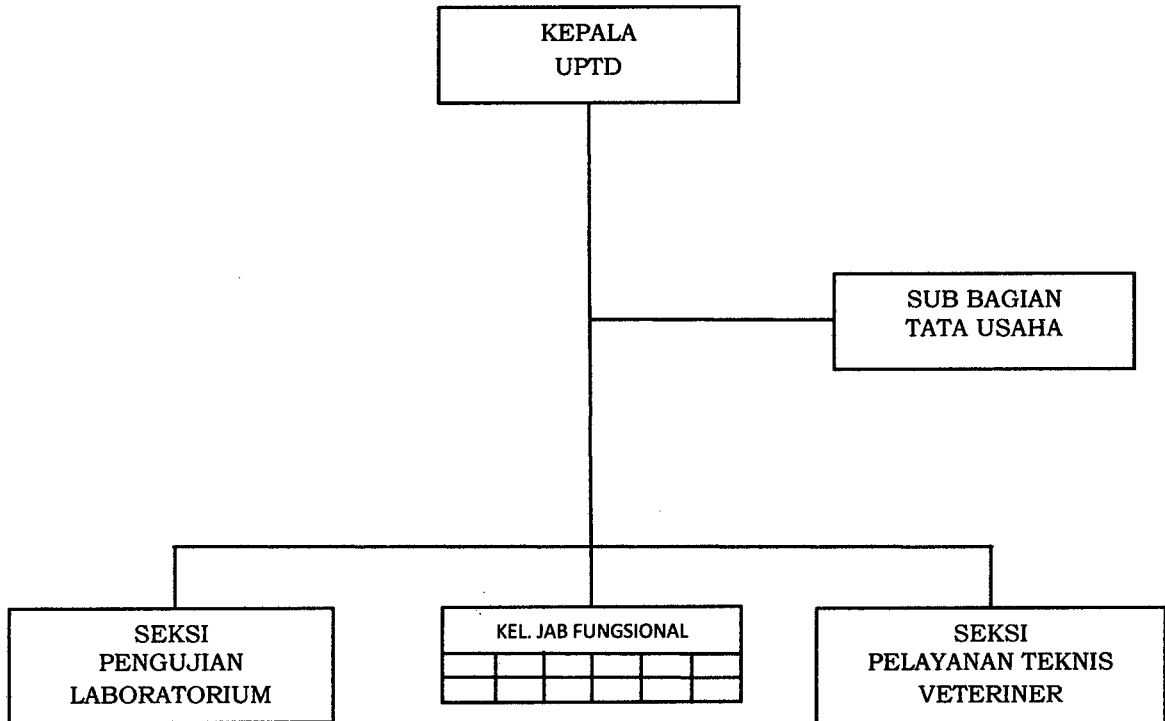 KEPALA
UPTD
SUB BAGIAN
TATA USAHA
SEKSI
PENGUJIAN
LABORATORIUM
KEL. JAB FUNGSIONAL
SEKSI
PELAYANAN TEKNIS
VETERINER